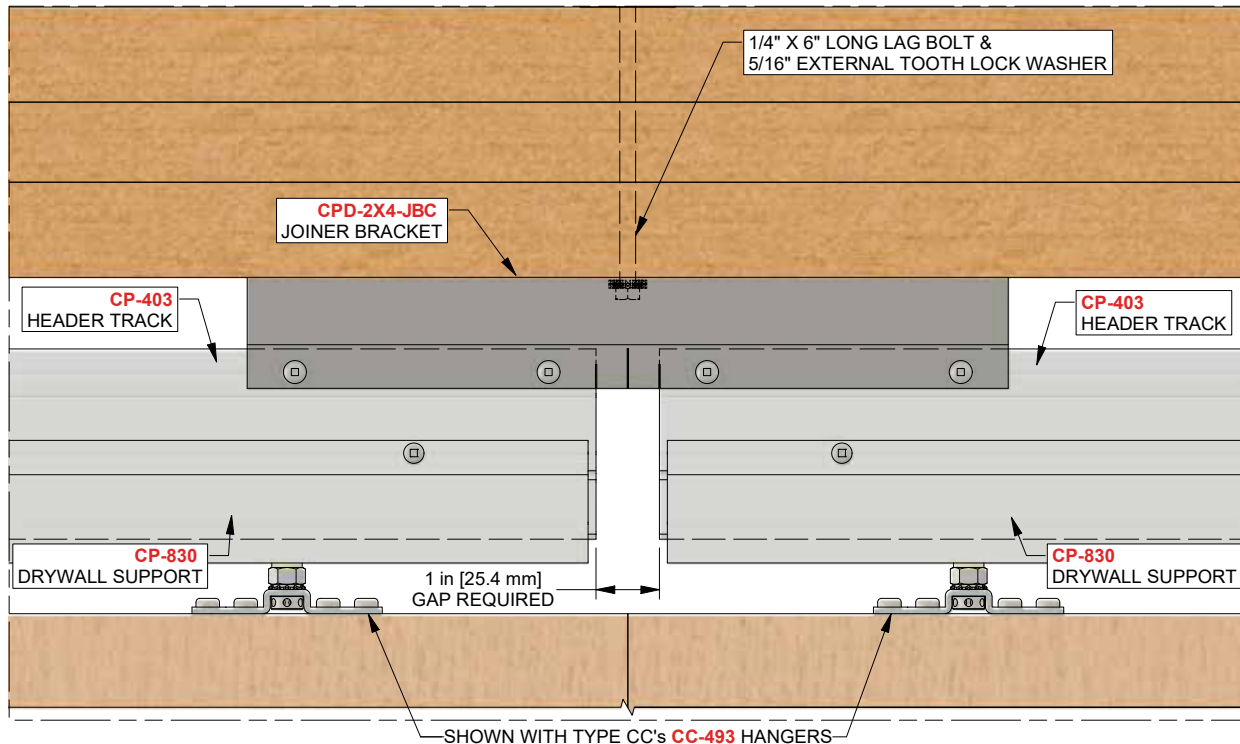 1/4" X 6" LONG LAG BOLT &
5/16" EXTERNAL TOOTH LOCK WASHER
CPD-2X4-JBC
JOINER BRACKET
CP-403
HEADER TRACK
CP-403
HEADER TRACK
CP-830
DRYWALL SUPPORT
1 in [25.4 mm]
GAP REQUIRED
CP-830
DRYWALL SUPPORT
SHOWN WITH TYPE CC's CC-493 HANGERS